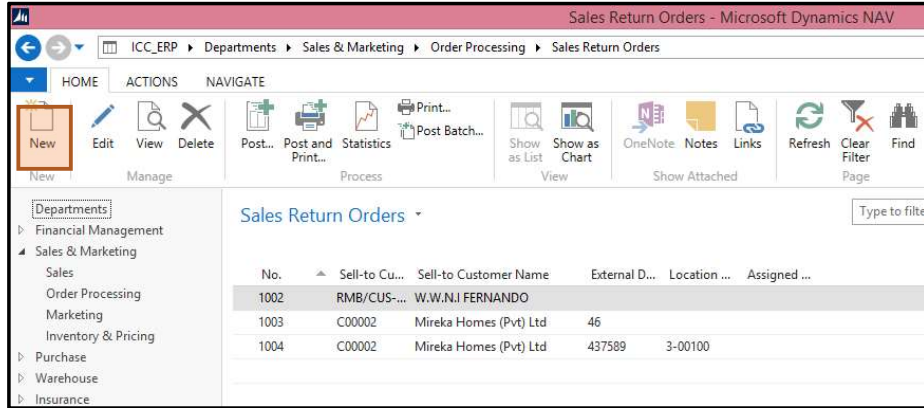 Sales Return Orders - Microsoft Dynamics NAV
ICC_ERP Departments Sales & Marketing Order Processing Sales Return Orders
HOME ACTIONS NAVIGATE
New Edit View Delete Post... Post and Print... Statistics Print... Post Batch... Show as List Show as Chart OneNote Notes Links Refresh Clear Filter Find
New Manage Process View Show Attached Page
Departments
Financial Management
Sales & Marketing
Sales
Order Processing
Marketing
Inventory & Pricing
Purchase
Warehouse
Insurance
Sales Return Orders
Type to filte
No. Sell-to Cu... Sell-to Customer Name External D... Location ... Assigned ...
1002 RMB/CUS-... W.W.N.I FERNANDO
1003 C00002 Mireka Homes (Pvt) Ltd 46
1004 C00002 Mireka Homes (Pvt) Ltd 437589 3-00100